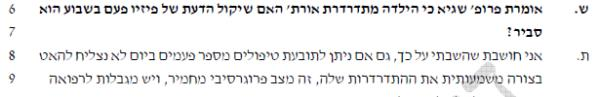 ש. אומרת פרופ' שגיא כי הילדה מתדרדרת אורת' האם שיקול הדעת של פיזיו פעם בשבוע הוא 6
סביר? 7
ת. אני חושבת שהשבתי על כך, גם אם ניתן לתובעת טיפולים מספר פעמים ביום לא נצליח להאט 8
בצורה משמעותית את ההתדרדרות שלה, זה מצב פרוגרסיבי מחמיר, ויש מגבלות לרפואה 9